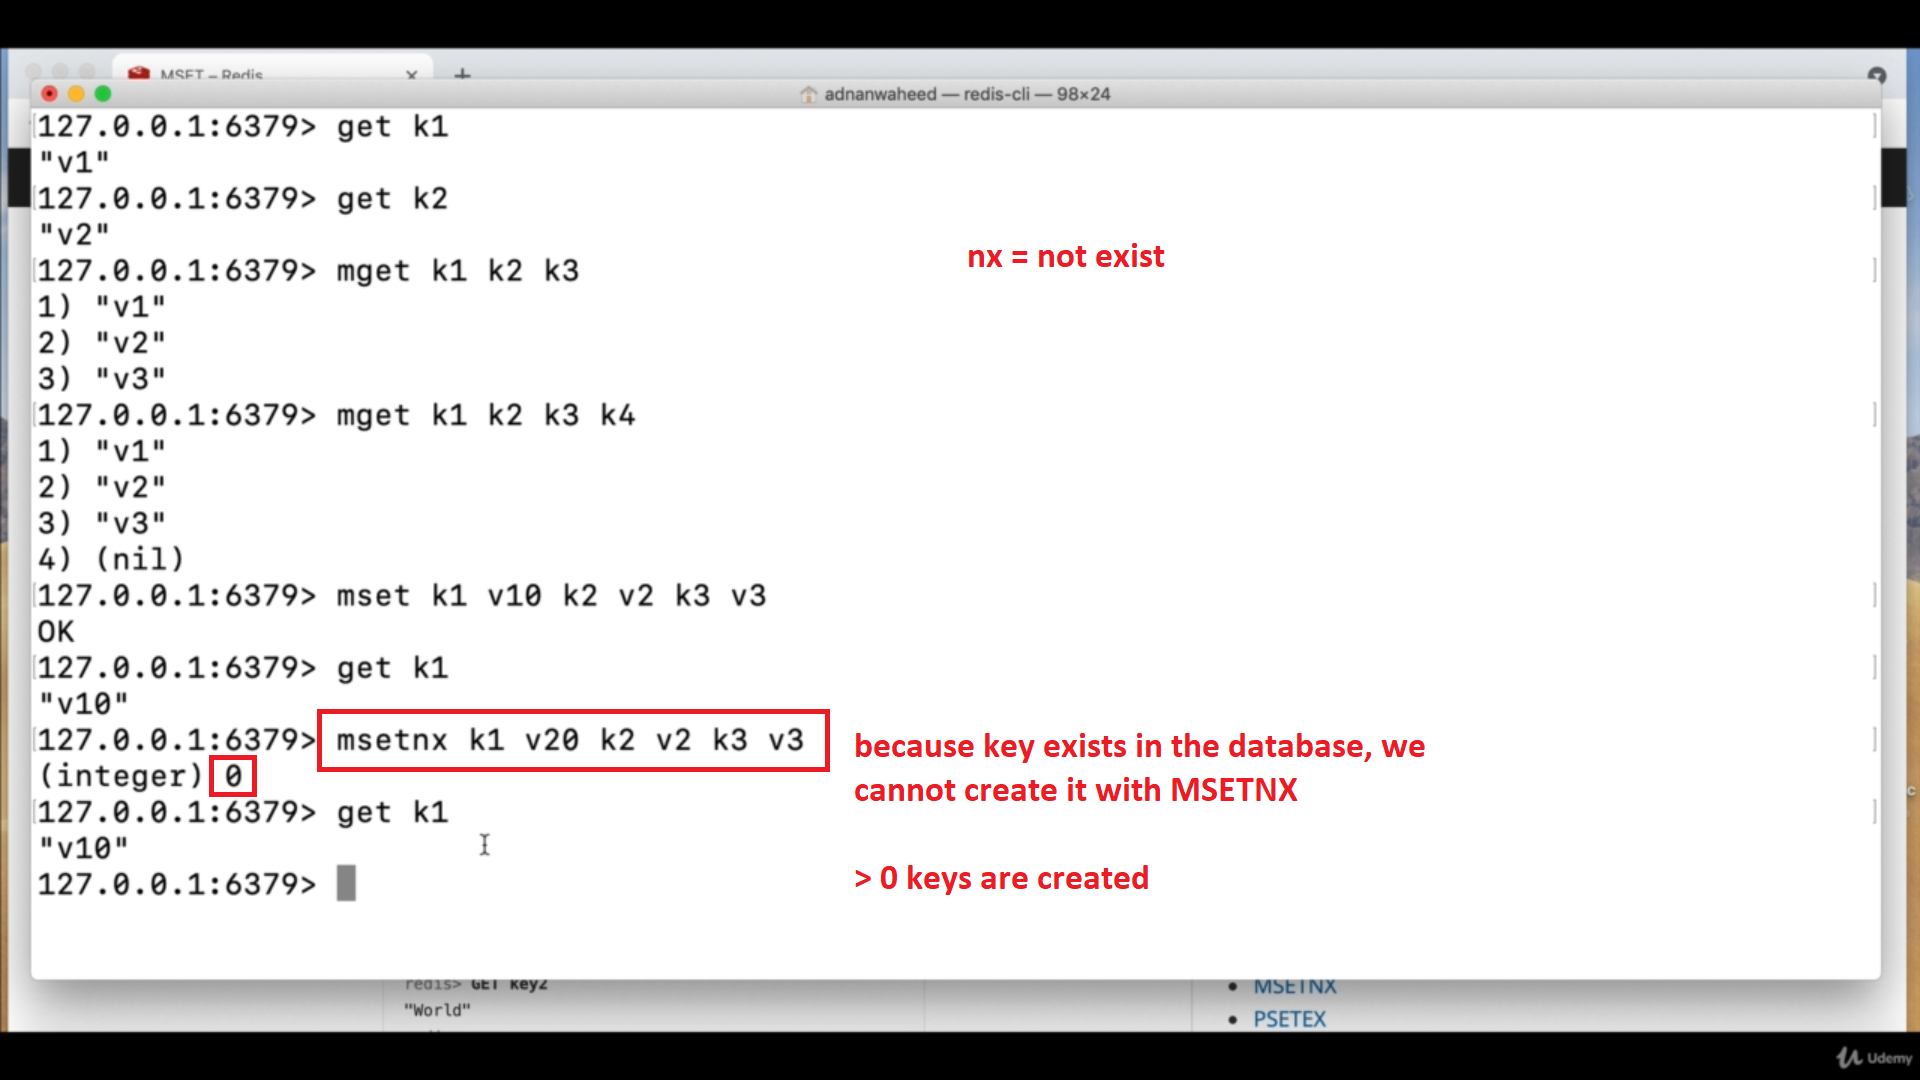 MSET – Redis
adnanwaheed — redis-cli — 98×24
127.0.0.1:6379> get k1
"v1"
127.0.0.1:6379> get k2
"v2"
nx = not exist
127.0.0.1:6379> mget k1 k2 k3
1) "v1"
2) "v2"
3) "v3"
127.0.0.1:6379> mget k1 k2 k3 k4
1) "v1"
2) "v2"
3) "v3"
4) (nil)
127.0.0.1:6379> mset k1 v10 k2 v2 k3 v3
OK
127.0.0.1:6379> get k1
"v10"
127.0.0.1:6379> msetnx k1 v20 k2 v2 k3 v3
(integer) 0
because key exists in the database, we
cannot create it with MSETNX
127.0.0.1:6379> get k1
"v10"
127.0.0.1:6379>
> 0 keys are created
redis> GET key2
"World"
MSETNX
PSETEX
Udemy